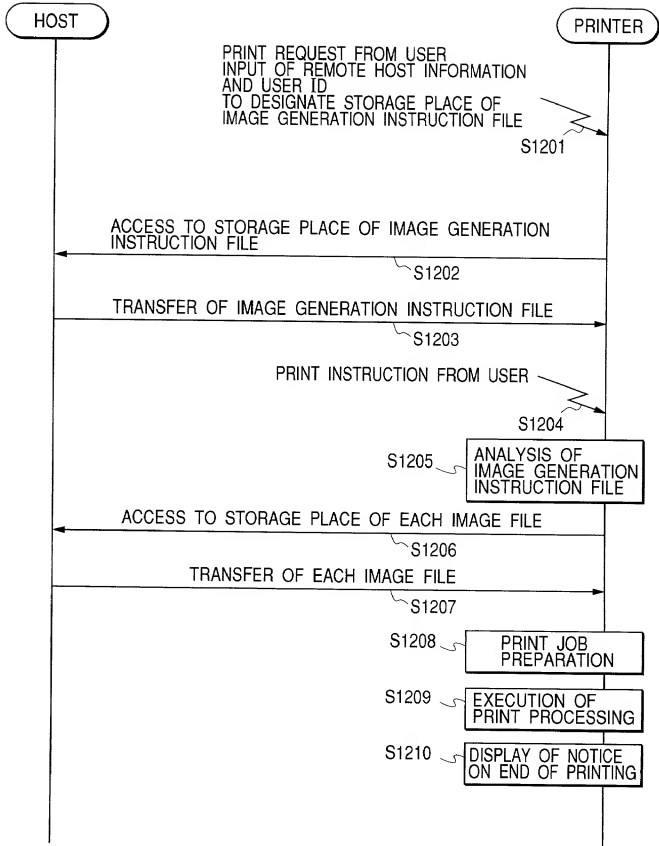 HOST
PRINTER
PRINT REQUEST FROM USER
INPUT OF REMOTE HOST INFORMATION
AND USER ID
TO DESIGNATE STORAGE PLACE OF
IMAGE GENERATION INSTRUCTION FILE
S1201
ACCESS TO STORAGE PLACE OF IMAGE GENERATION
INSTRUCTION FILE
S1202
TRANSFER OF IMAGE GENERATION INSTRUCTION FILE
S1203
PRINT INSTRUCTION FROM USER
S1204
S1205
ANALYSIS OF
IMAGE GENERATION
INSTRUCTION FILE
ACCESS TO STORAGE PLACE OF EACH IMAGE FILE
S1206
TRANSFER OF EACH IMAGE FILE
S1207
S1208
PRINT JOB
PREPARATION
S1209
EXECUTION OF
PRINT PROCESSING
S1210
DISPLAY OF NOTICE
ON END OF PRINTING